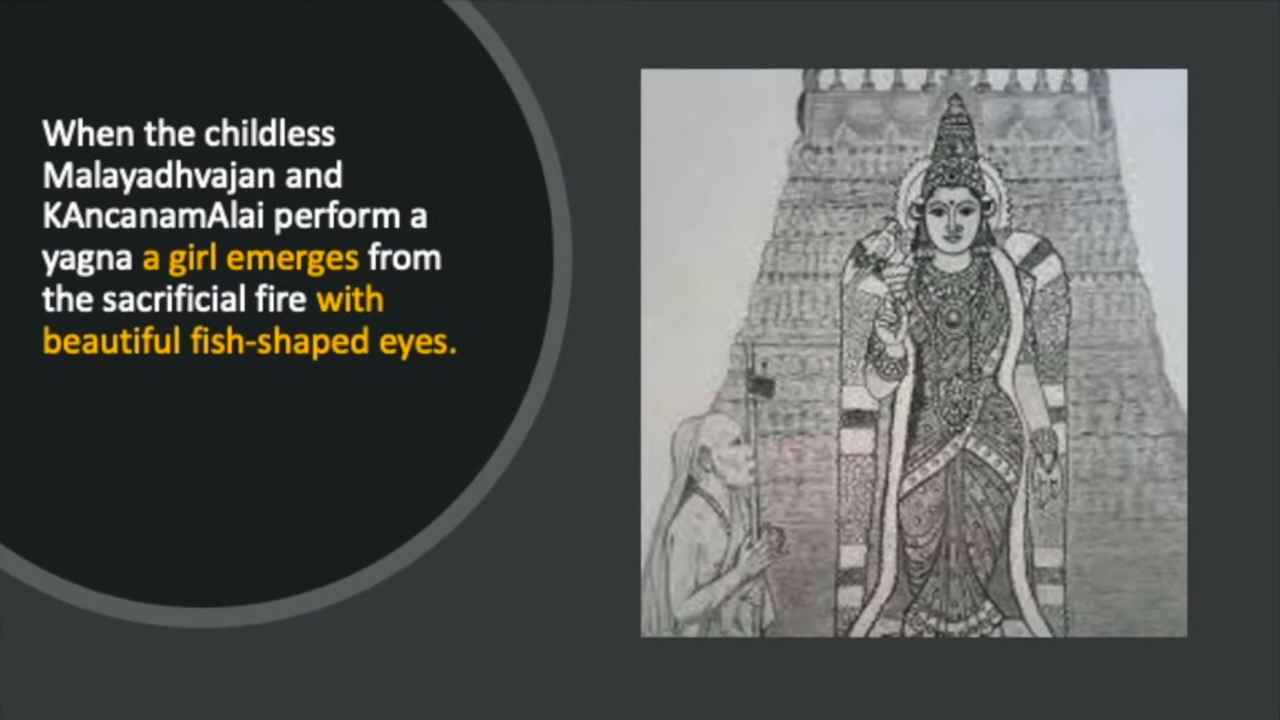 When the childless
Malayadhvajan and
KAncanamAlai perform a
yagna a girl emerges from
the sacrificial fire with
beautiful fish-shaped eyes.